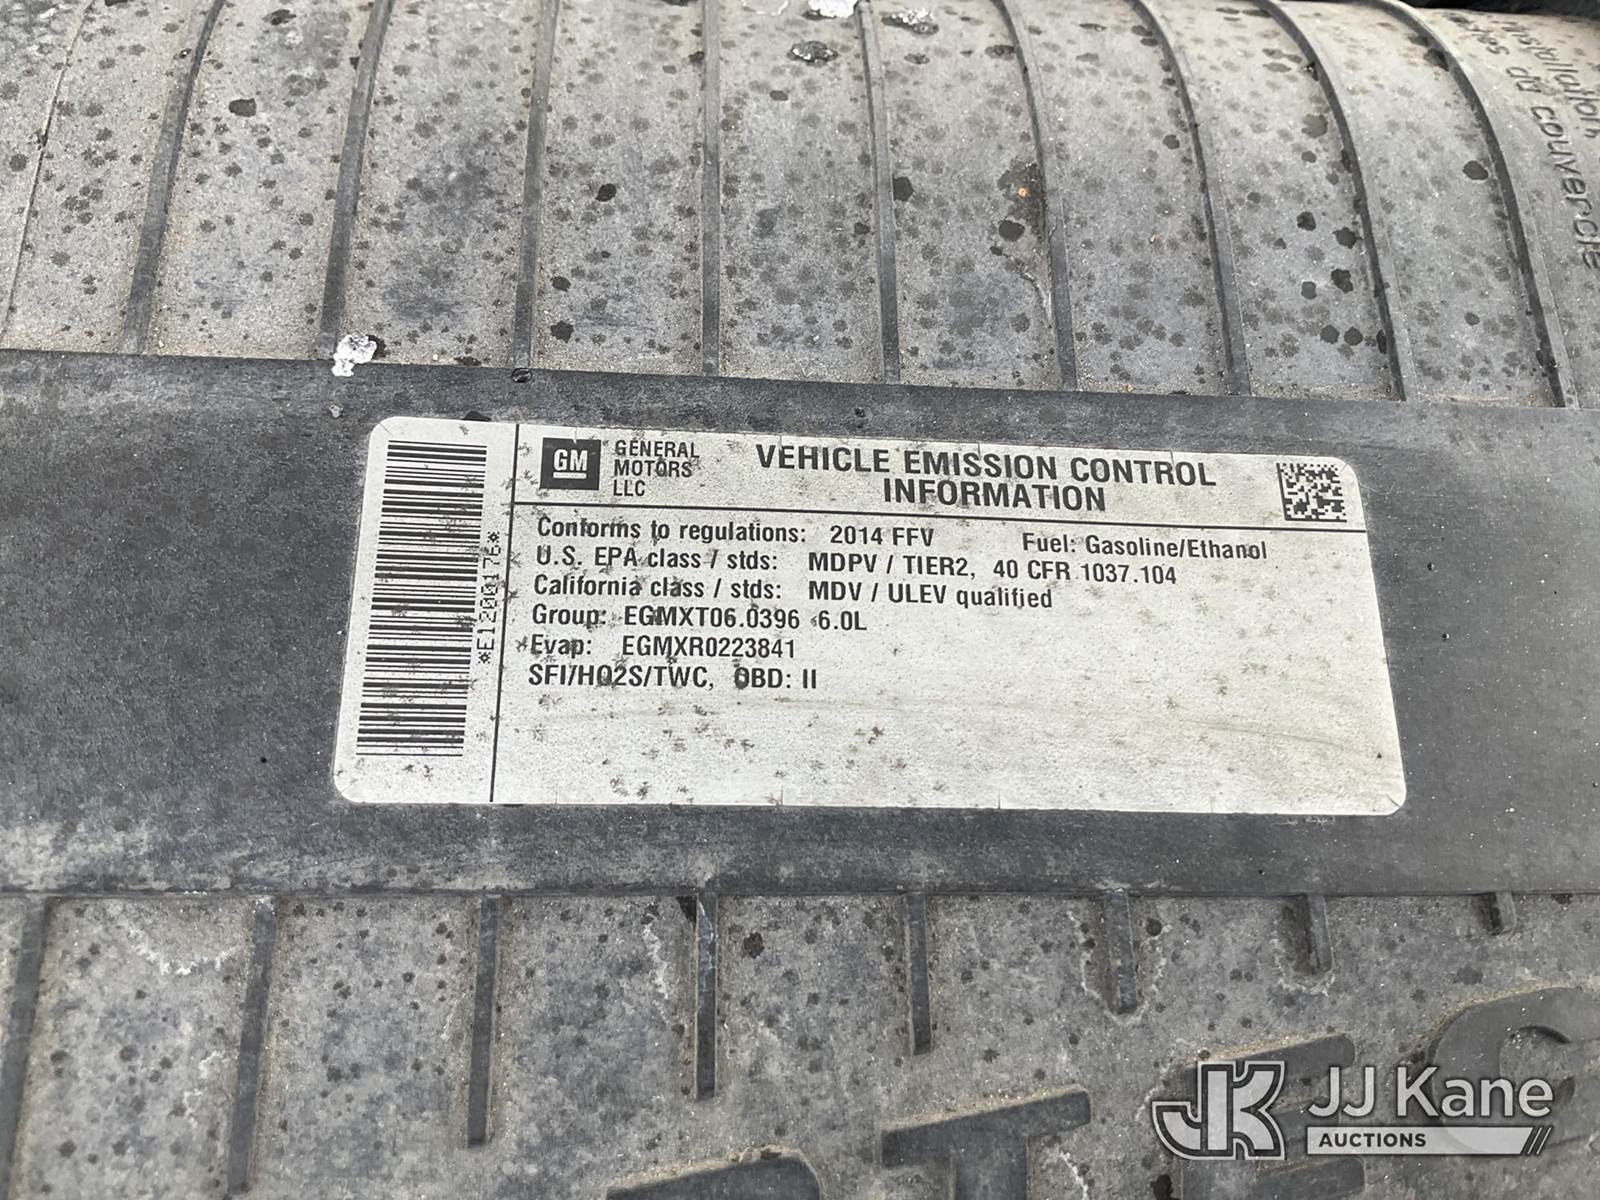 GM GENERAL MOTORS LLC
VEHICLE EMISSION CONTROL
INFORMATION
Conforms to regulations: 2014 FFV Fuel: Gasoline/Ethanol
U.S. EPA class / stds: MDPV / TIER2, 40 CFR 1037.104
California class / stds: MDV / ULEV qualified
Group: EGMXT06.0396 6.0L
Evap: EGMXR0223841
SFI/HO2S/TWC, OBD: II
*E1200176*
couvercle
JK JJ Kane
AUCTIONS